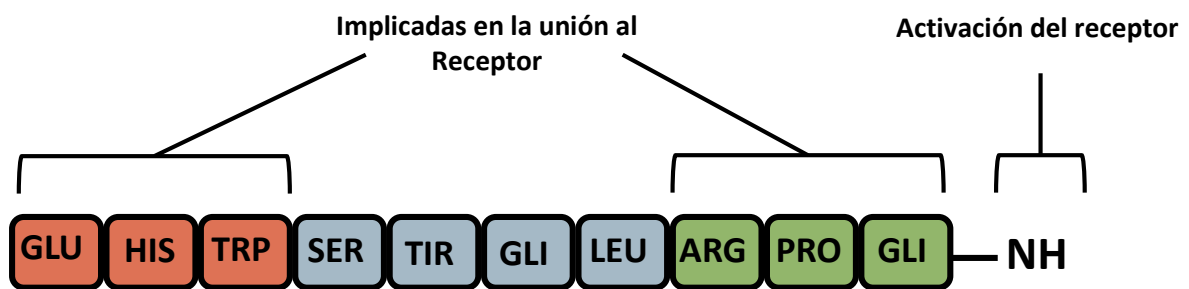 Implicadas en la unión al
Receptor
Activación del receptor
GLU HIS TRP SER TIR GLI LEU ARG PRO GLI NH